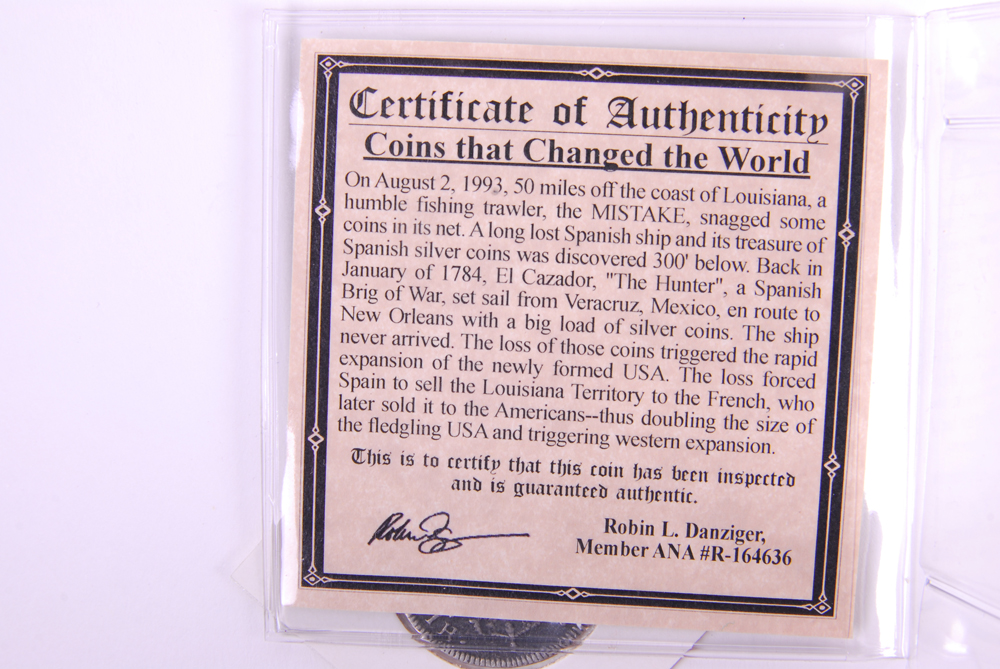 Certificate of Authenticity
Coins that Changed the World
On August 2, 1993, 50 miles off the coast of Louisiana, a
humble fishing trawler, the MISTAKE, snagged some
coins in its net. A long lost Spanish ship and its treasure of
Spanish silver coins was discovered 300' below. Back in
January of 1784, El Cazador, "The Hunter", a Spanish
Brig of War, set sail from Veracruz, Mexico, en route to
New Orleans with a big load of silver coins. The ship
never arrived. The loss of those coins triggered the rapid
expansion of the newly formed USA. The loss forced
Spain to sell the Louisiana Territory to the French, who
later sold it to the Americans--thus doubling the size of
the fledgling USA and triggering western expansion.
This is to certify that this coin has been inspected
and is guaranteed authentic.
Robin L. Danziger,
Member ANA #R-164636